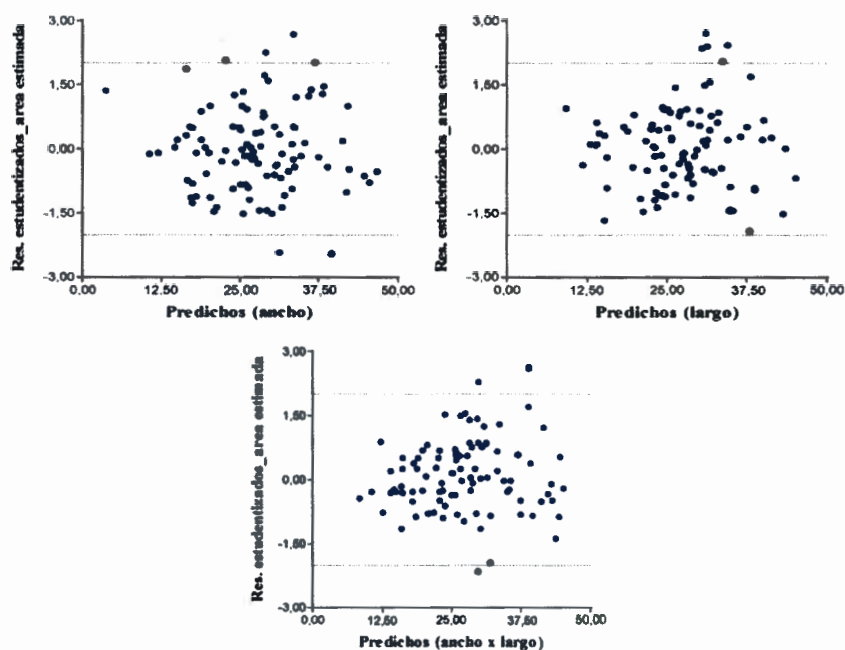 Res. estudentizados_area estimada
3,00
1,50
0,00
-1,50
-3,00
0,00 12,50 25,00 37,50 50,00
Predichos (ancho)
Res. estudentizados_area estimada
3,00
1,50
0,00
-1,50
-3,00
0,00 12,50 25,00 37,50 50,00
Predichos (largo)
Res. estudentizados_area estimada
3,00
1,50
0,00
-1,50
-3,00
0,00 12,50 25,00 37,50 50,00
Predichos (ancho x largo)